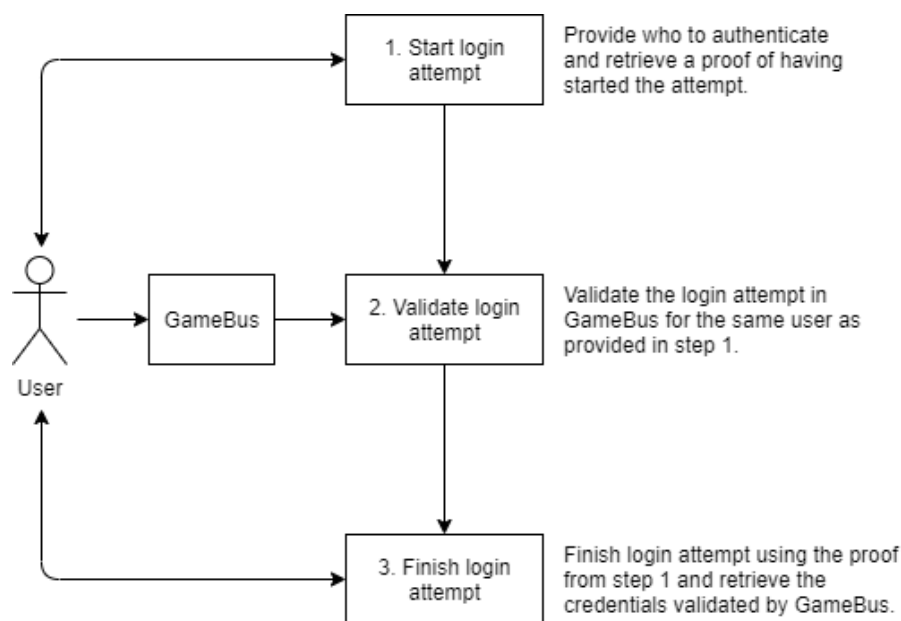 1. Start login
attempt
Provide who to authenticate
and retrieve a proof of having
started the attempt.
User
GameBus
2. Validate login
attempt
Validate the login attempt in
GameBus for the same user as
provided in step 1.
3. Finish login
attempt
Finish login attempt using the proof
from step 1 and retrieve the
credentials validated by GameBus.